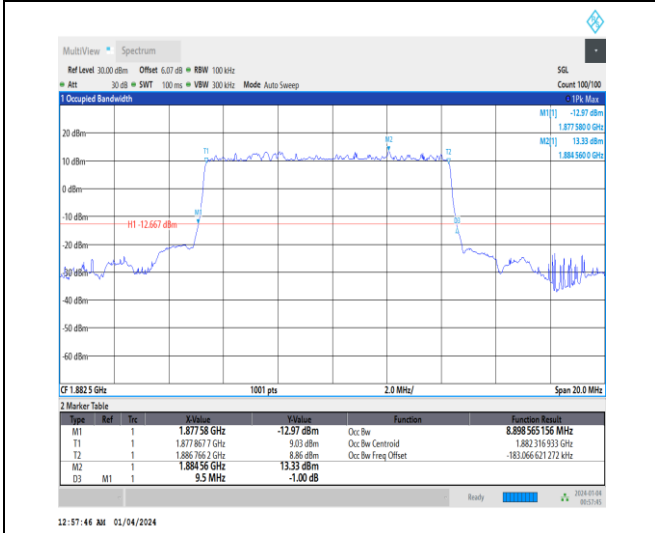 MultiView Spectrum
Ref Level 30.00 dBm Offset 6.07 dB RBW 100 kHz SGL
Att 30 dB SWT 100 ms VBW 300 kHz Mode Auto Sweep Count 100/100
1 Occupied Bandwidth 1Pk Max
M1[1] -12.97 dBm
1.877 580 0 GHz
M2[1] 13.33 dBm
1.884 560 0 GHz
20 dBm
M2
T1 T2
10 dBm
0 dBm
-10 dBm
M1
H1 -12.667 dBm
D3
-20 dBm
-30 dBm
-40 dBm
-50 dBm
-60 dBm
CF 1.882 5 GHz 1001 pts 2.0 MHz/ Span 20.0 MHz
2 Marker Table
Type Ref Trc X-Value Y-Value Function Function Result
M1 1 1.877 58 GHz -12.97 dBm Occ Bw 8.898 565 156 MHz
T1 1 1.877 867 7 GHz 9.03 dBm Occ Bw Centroid 1.882 316 933 GHz
T2 1 1.886 766 2 GHz 8.86 dBm Occ Bw Freq Offset -183.066 621 272 kHz
M2 1 1.884 56 GHz 13.33 dBm
D3 M1 1 9.5 MHz -1.00 dB
Ready 2024-01-04
00:57:45
12:57:46 AM 01/04/2024